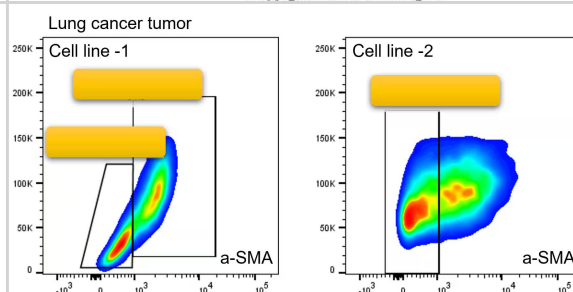 Lung cancer tumor
Cell line -1
250K
200K
150K
100K
50K
0
-10³ 0 10³ 10⁴ 10⁵
a-SMA
Cell line -2
250K
200K
150K
100K
50K
0
-10³ 0 10³ 10⁴ 10⁵
a-SMA